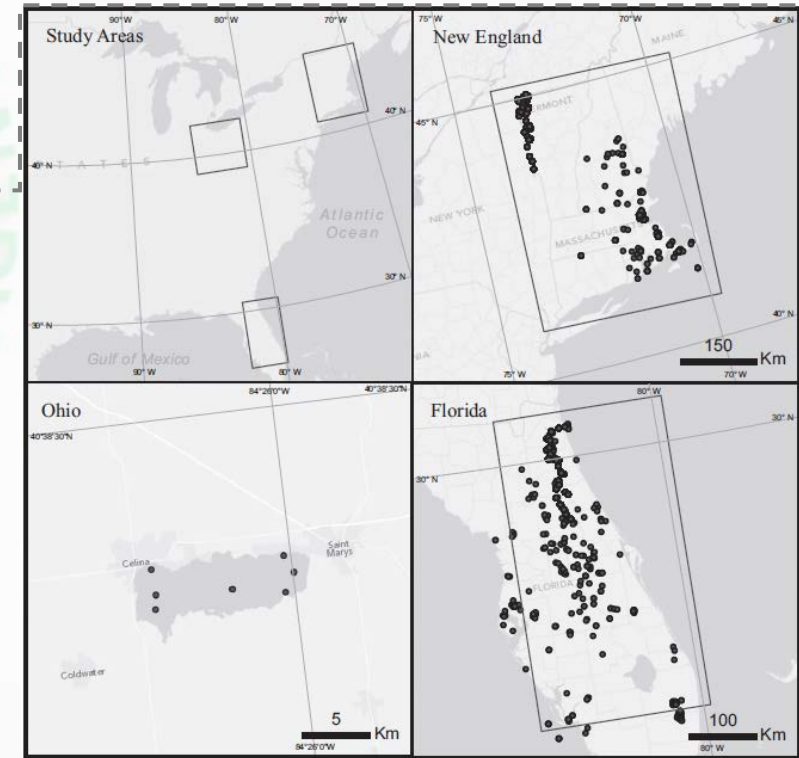 Study Areas
90° W
80° W
70° W
40° N
40° N
T A T E S
Atlantic
Ocean
30° N
30° N
Gulf of Mexico
90° W
80° W
New England
75° W
70° W
45° N
MAINE
45° N
VERMONT
NEW YORK
MASSACHUS
40° N
150
Km
75° W
70° W
Ohio
84°26'0"W
40°38'30"N
40°38'30"N
Celina
Saint
Marys
Coldwater
5
Km
84°26'0"W
Florida
80° W
30° N
30° N
FLORIDA
100
Km
80° W